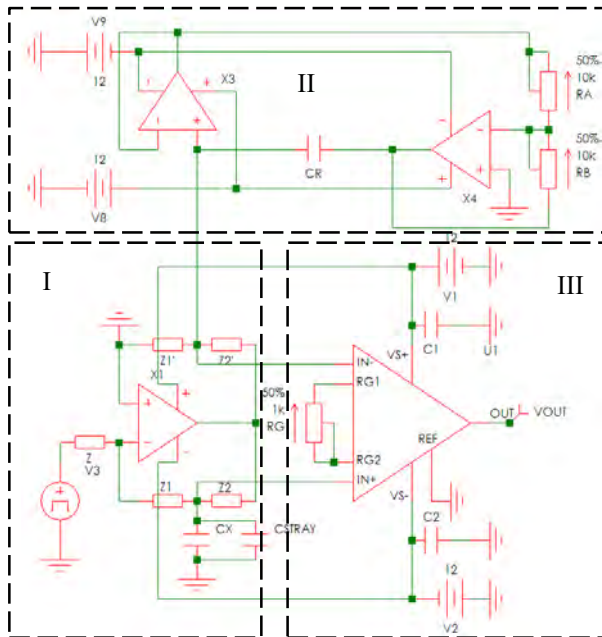 V9
12
X3
II
50%
10k
RA
50%
10k
RB
-
+
-
+
-
+
-
+
CR
X4
12
V8
I
III
12
V1
C1
U1
VS+
Z1'
Z2'
X1
+
+
-
-
IN-
RG1
50%
1k
RG
RG2
IN+
OUT
VOUT
REF
VS-
Z
V3
+
Z1
Z2
CX
CSTRAY
C2
12
V2